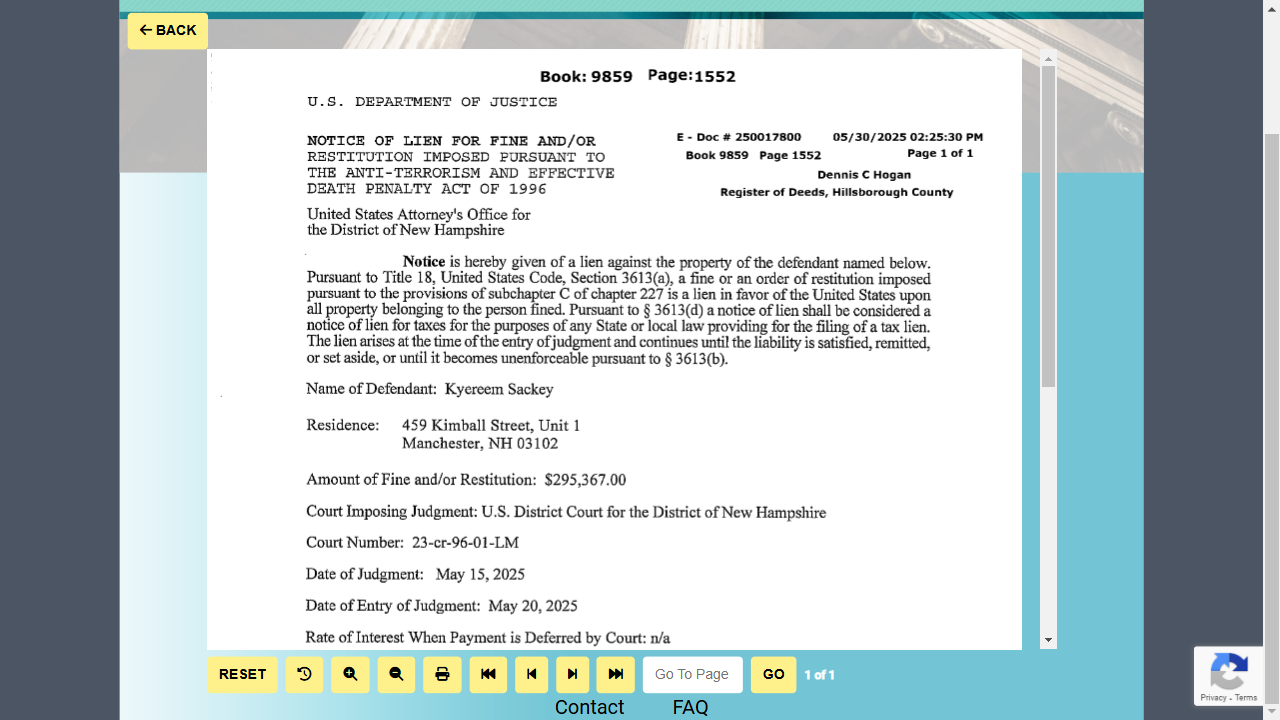 ← BACK
Book: 9859 Page:1552
U.S. DEPARTMENT OF JUSTICE
NOTICE OF LIEN FOR FINE AND/OR
RESTITUTION IMPOSED PURSUANT TO
THE ANTI-TERRORISM AND EFFECTIVE
DEATH PENALTY ACT OF 1996
E - Doc # 250017800 05/30/2025 02:25:30 PM
Book 9859 Page 1552 Page 1 of 1
Dennis C Hogan
Register of Deeds, Hillsborough County
United States Attorney's Office for
the District of New Hampshire
Notice is hereby given of a lien against the property of the defendant named below.
Pursuant to Title 18, United States Code, Section 3613(a), a fine or an order of restitution imposed
pursuant to the provisions of subchapter C of chapter 227 is a lien in favor of the United States upon
all property belonging to the person fined. Pursuant to § 3613(d) a notice of lien shall be considered a
notice of lien for taxes for the purposes of any State or local law providing for the filing of a tax lien.
The lien arises at the time of the entry of judgment and continues until the liability is satisfied, remitted,
or set aside, or until it becomes unenforceable pursuant to § 3613(b).
Name of Defendant: Kyereem Sackey
Residence: 459 Kimball Street, Unit 1
Manchester, NH 03102
Amount of Fine and/or Restitution: $295,367.00
Court Imposing Judgment: U.S. District Court for the District of New Hampshire
Court Number: 23-cr-96-01-LM
Date of Judgment: May 15, 2025
Date of Entry of Judgment: May 20, 2025
Rate of Interest When Payment is Deferred by Court: n/a
RESET Go To Page GO 1 of 1
Privacy - Terms
Contact FAQ